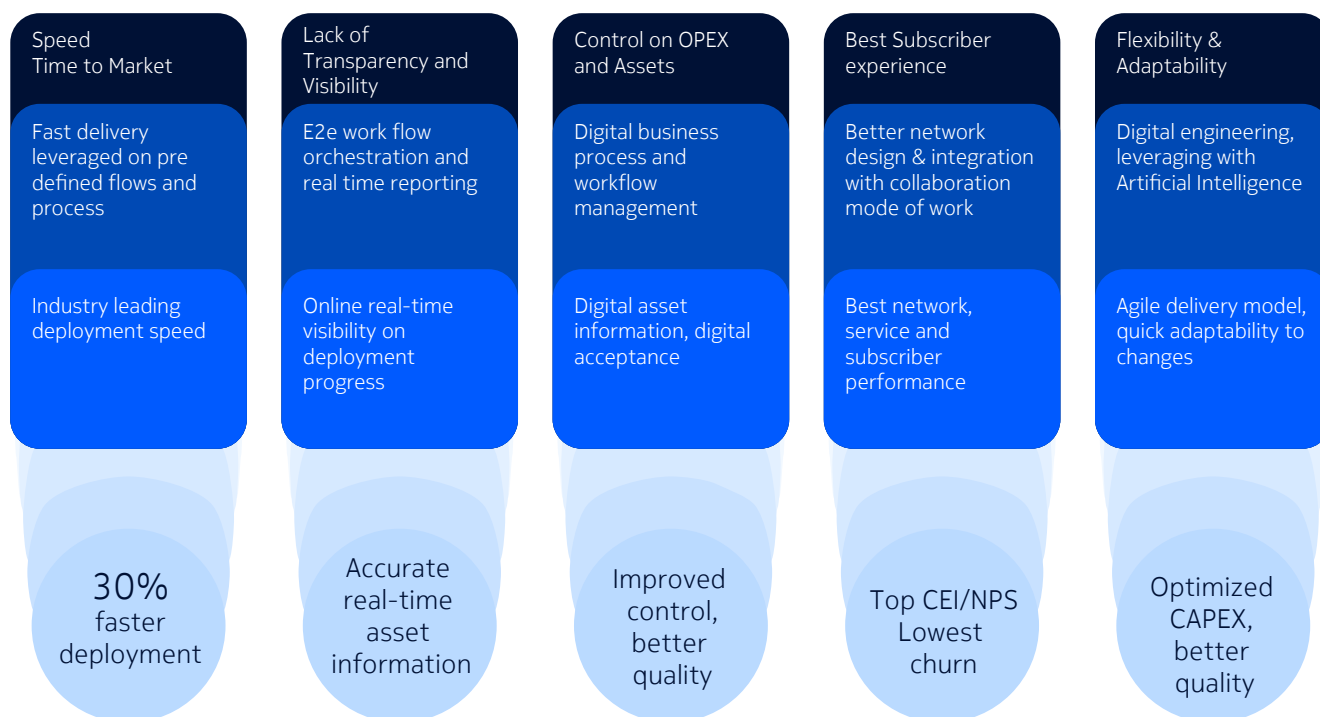 Speed
Time to Market
Fast delivery
leveraged on pre
defined flows and
process
Industry leading
deployment speed
30%
faster
deployment
Lack of
Transparency and
Visibility
E2e work flow
orchestration and
real time reporting
Online real-time
visibility on
deployment
progress
Accurate
real-time
asset
information
Control on OPEX
and Assets
Digital business
process and
workflow
management
Digital asset
information, digital
acceptance
Improved
control,
better
quality
Best Subscriber
experience
Better network
design & integration
with collaboration
mode of work
Best network,
service and
subscriber
performance
Top CEI/NPS
Lowest
churn
Flexibility &
Adaptability
Digital engineering,
leveraging with
Artificial Intelligence
Agile delivery model,
quick adaptability to
changes
Optimized
CAPEX,
better
quality